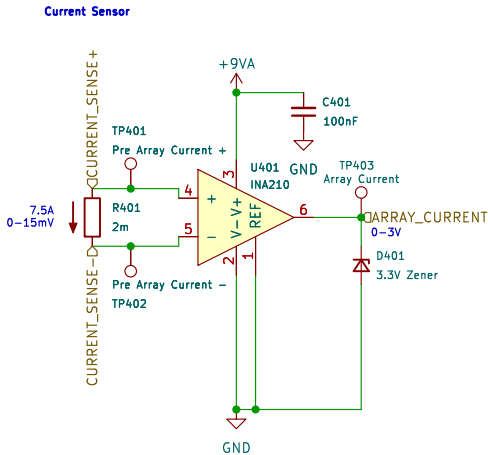 Current Sensor
+9VA
CURRENT_SENSE+
C401
100nF
TP401
Pre Array Current +
U401
INA210
GND
TP403
Array Current
3
4
+
V+
REF
7.5A
0-15mV
R401
2m
6
ARRAY_CURRENT
0-3V
5
-
V-
2
1
D401
3.3V Zener
CURRENT_SENSE-
Pre Array Current -
TP402
GND